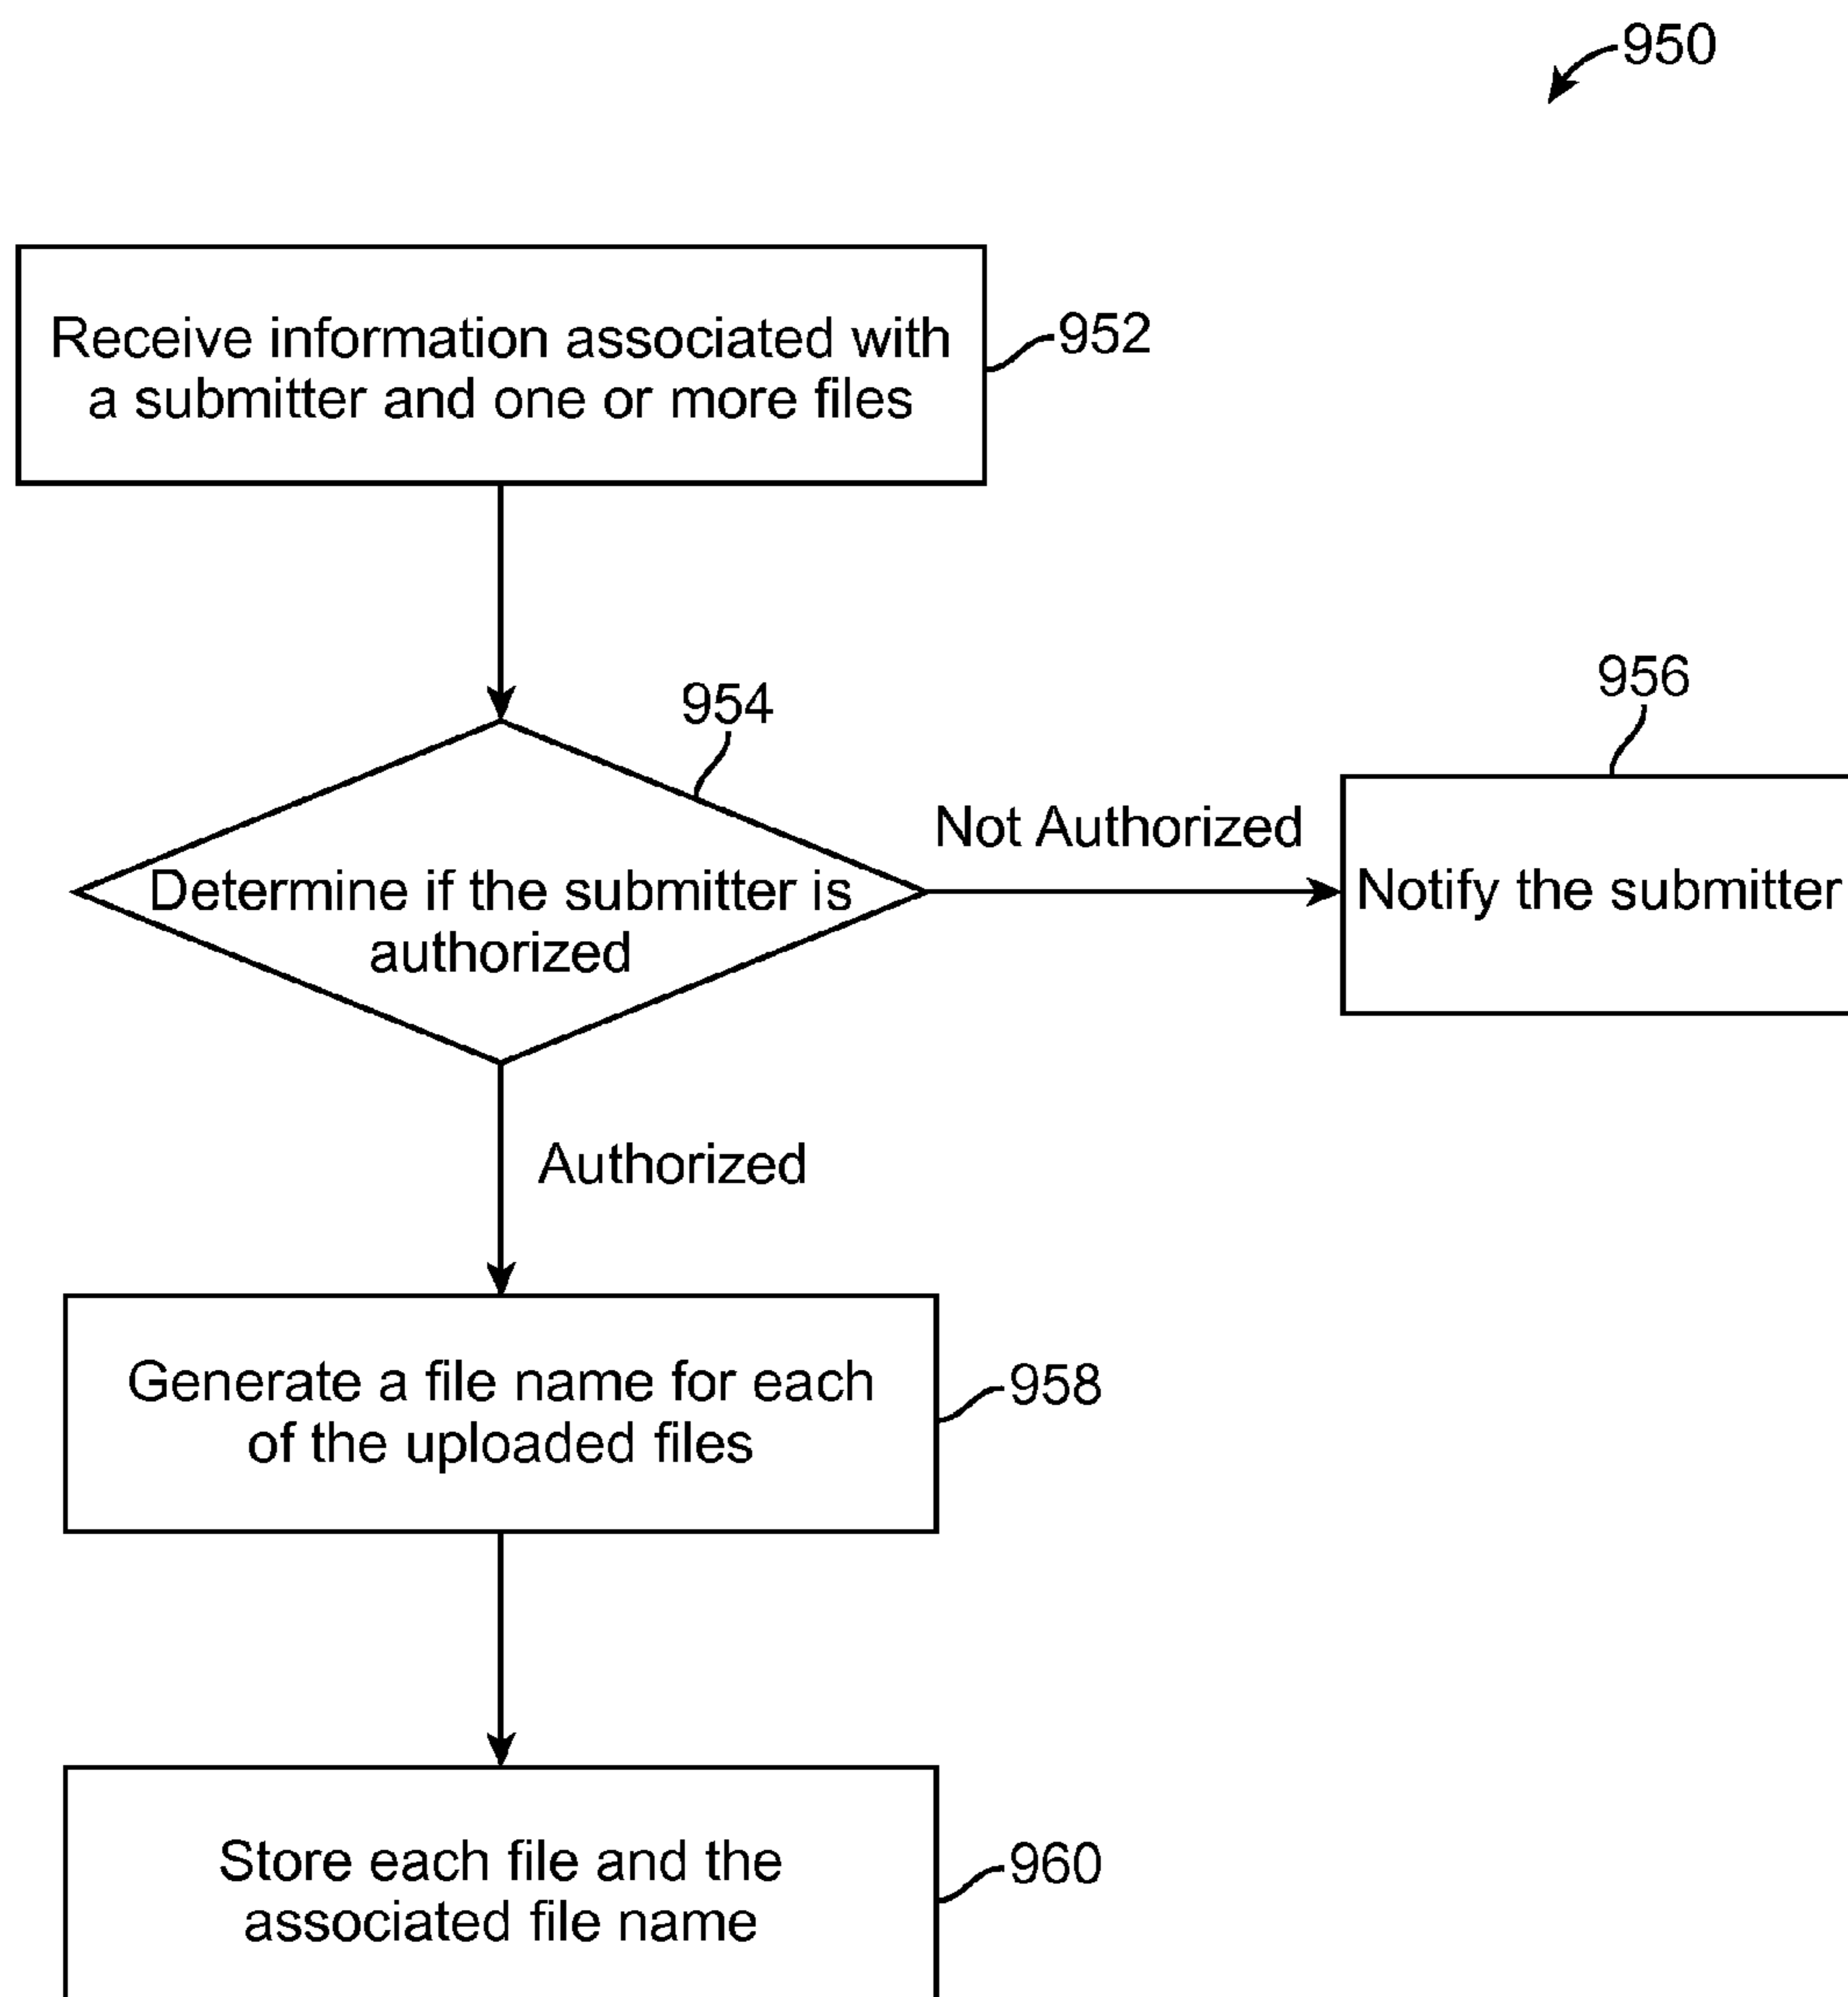 950
Receive information associated with
a submitter and one or more files
952
954
956
Not Authorized
Determine if the submitter is
authorized
Notify the submitter
Authorized
Generate a file name for each
of the uploaded files
958
Store each file and the
associated file name
960